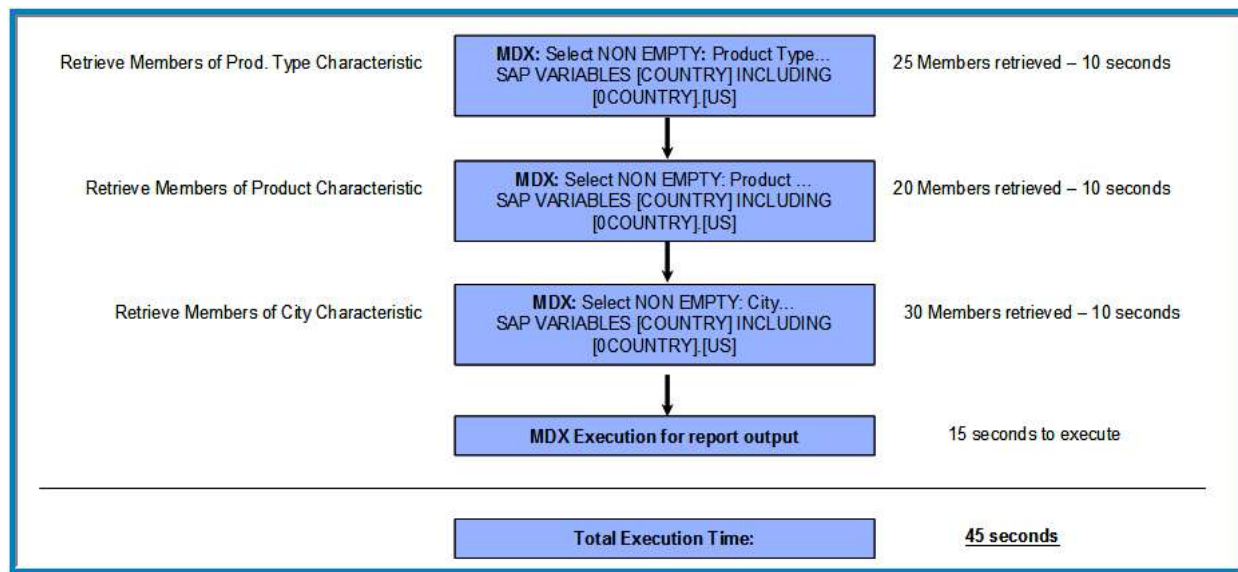 Retrieve Members of Prod. Type Characteristic
MDX: Select NON EMPTY: Product Type...
SAP VARIABLES [COUNTRY] INCLUDING
[0COUNTRY].[US]
25 Members retrieved – 10 seconds
Retrieve Members of Product Characteristic
MDX: Select NON EMPTY: Product ...
SAP VARIABLES [COUNTRY] INCLUDING
[0COUNTRY].[US]
20 Members retrieved – 10 seconds
Retrieve Members of City Characteristic
MDX: Select NON EMPTY: City...
SAP VARIABLES [COUNTRY] INCLUDING
[0COUNTRY].[US]
30 Members retrieved – 10 seconds
MDX Execution for report output
15 seconds to execute
Total Execution Time:
45 seconds